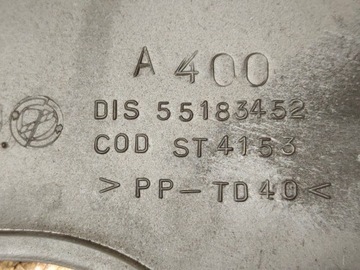 A 400
DIS 55183452
COD ST4153
>PP-TD40<